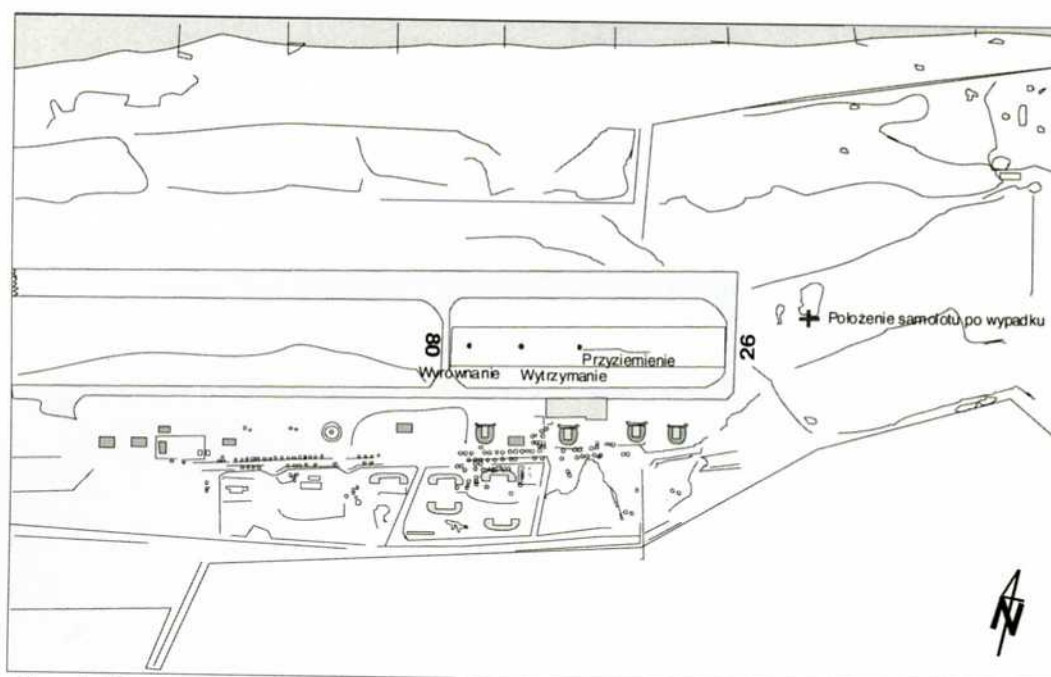 08
26
Położenie samolotu po wypadku
Przyziemienie
Wyrównanie
Wytrzymanie
N